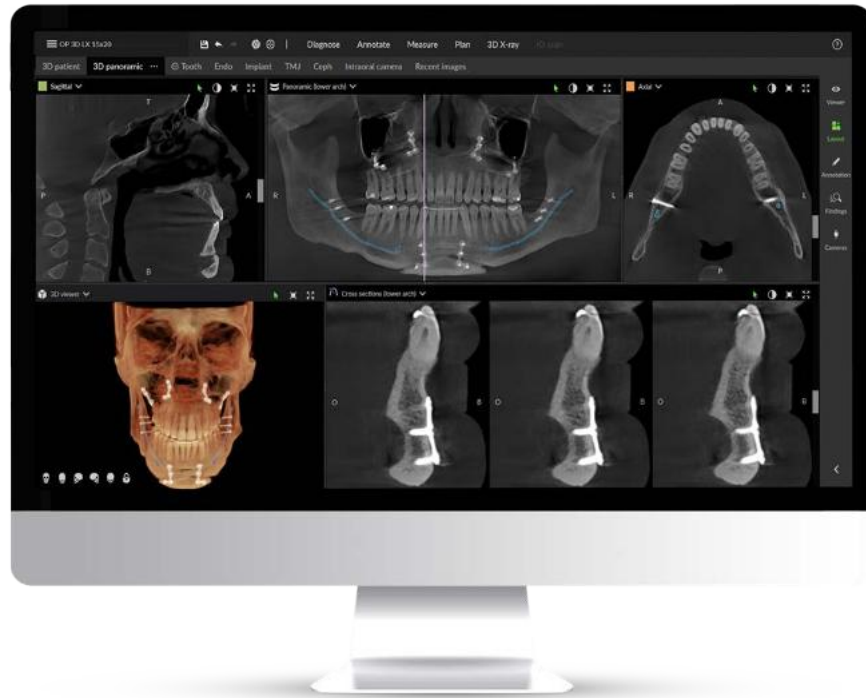 OP 3D LX 15x20 Diagnose Annotate Measure Plan 3D X-ray
3D patient 3D panoramic ... Tooth Endo Implant TMJ Ceph Intraoral camera Recent images
Sagittal Panoramic (lower arch) Axial
Viewer
Layout
Annotation
Findings
Cameras
T
P A
B
R L
A
R L
P
3D viewer Cross sections (lower arch)
O B O B O B